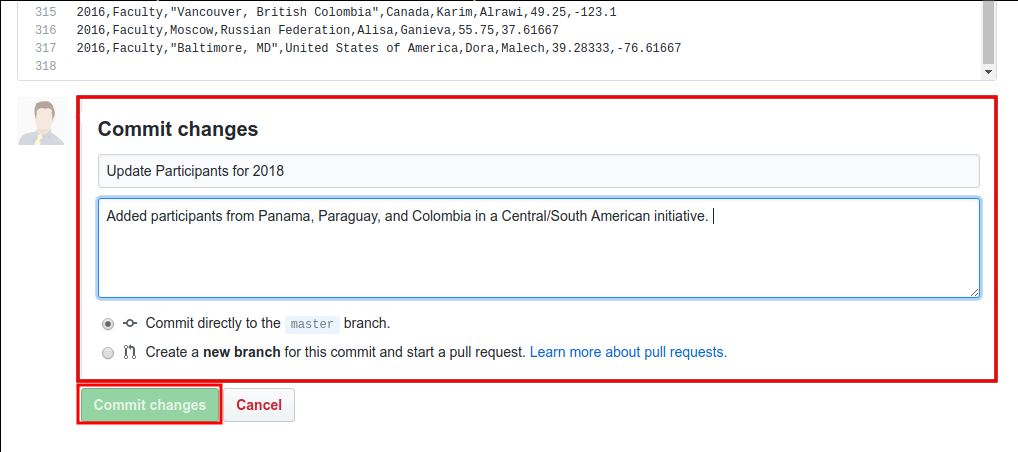 315 2016,Faculty,"Vancouver, British Colombia",Canada,Karim,Alrawi,49.25,-123.1
316 2016,Faculty,Moscow,Russian Federation,Alisa,Ganieva,55.75,37.61667
317 2016,Faculty,"Baltimore, MD",United States of America,Dora,Malech,39.28333,-76.61667
318
Commit changes
Update Participants for 2018
Added participants from Panama, Paraguay, and Colombia in a Central/South American initiative.
Commit directly to the master branch.
Create a new branch for this commit and start a pull request. Learn more about pull requests.
Commit changes Cancel